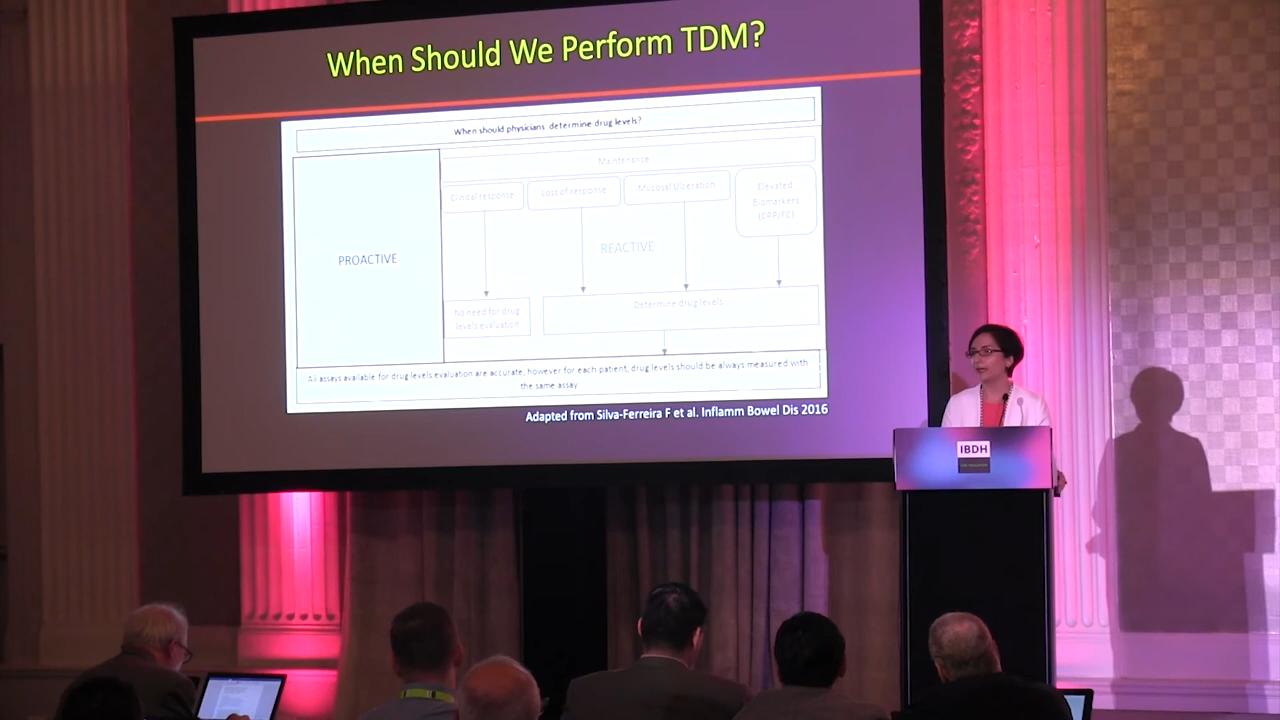 When Should We Perform TDM?
When should physicians determine drug levels?
Maintenance
Clinical response
Loss of response
Mucosal Ulceration
Elevated
Biomarkers
(CRP/FC)
PROACTIVE
REACTIVE
No need for drug
levels evaluation
Determine drug levels
All assays available for drug levels evaluation are accurate, however for each patient, drug levels should be always measured with
the same assay
Adapted from Silva-Ferreira F et al. Inflamm Bowel Dis 2016
IBDH